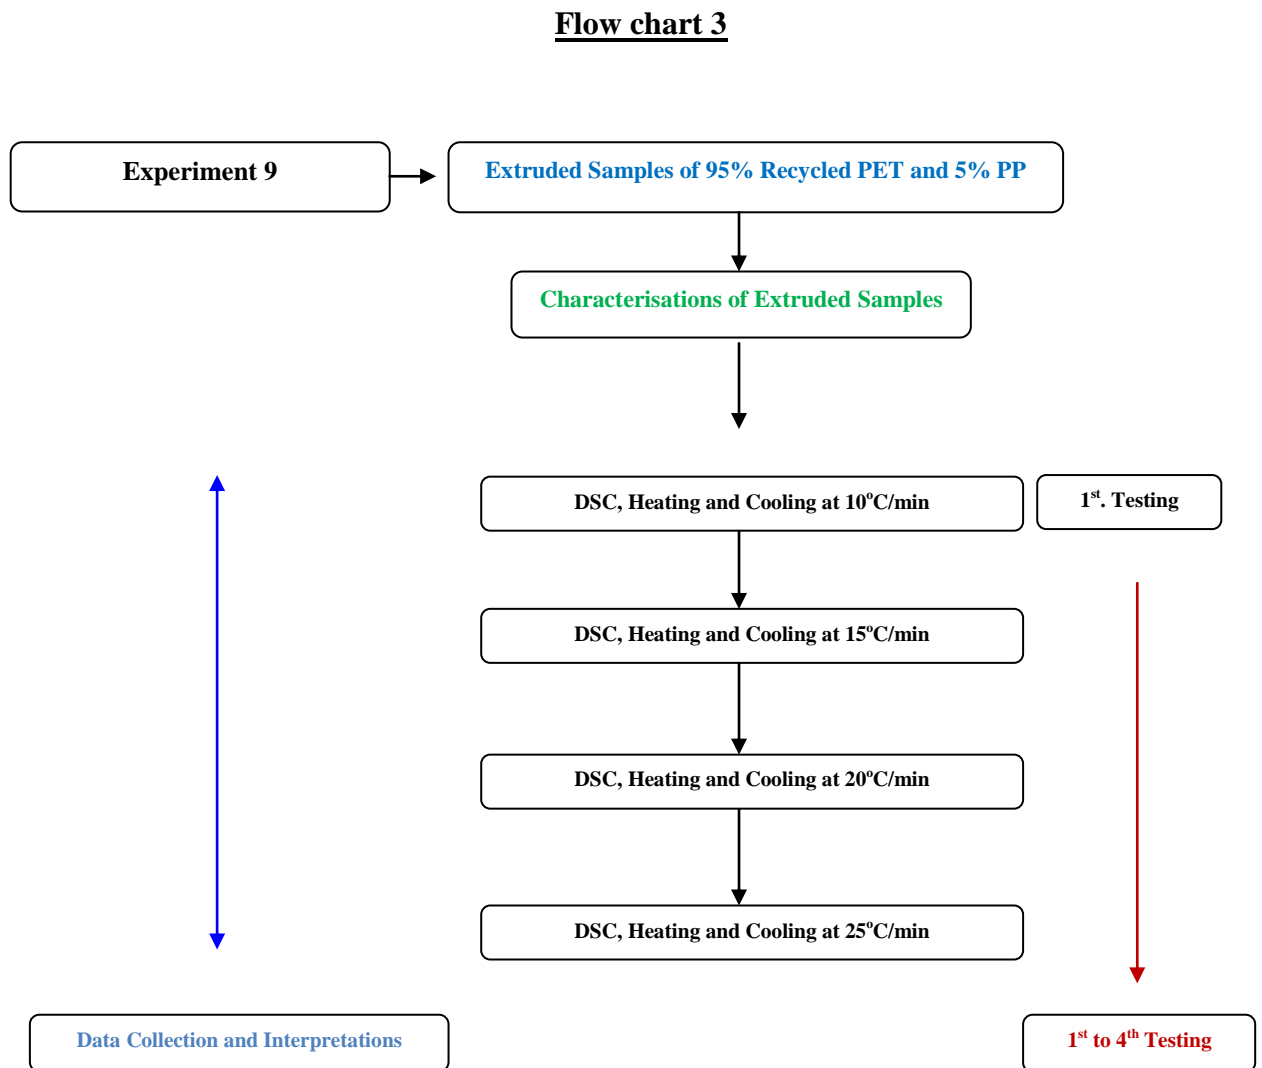 Flow chart 3
Experiment 9
Extruded Samples of 95% Recycled PET and 5% PP
Characterisations of Extruded Samples
DSC, Heating and Cooling at 10°C/min
1st. Testing
DSC, Heating and Cooling at 15°C/min
DSC, Heating and Cooling at 20°C/min
DSC, Heating and Cooling at 25°C/min
Data Collection and Interpretations
1st to 4th Testing